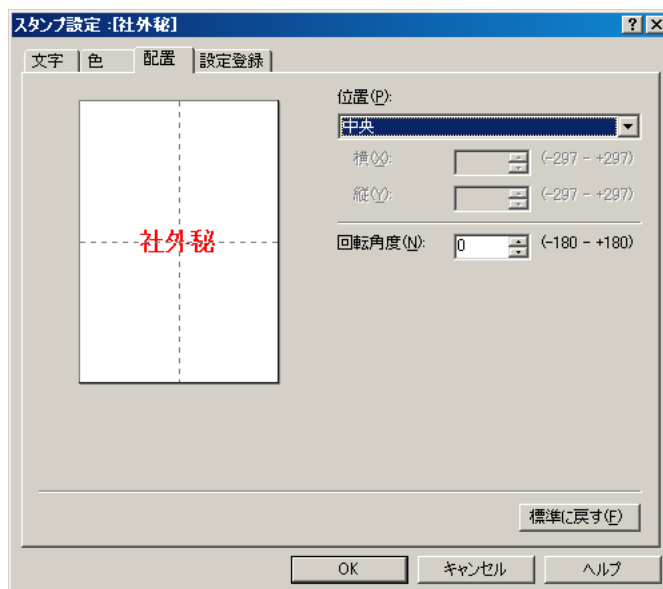 スタンプ設定 :[社外秘]
文字 色 配置 設定登録
位置(P):
中央
横(X): (-297 - +297)
縦(Y): (-297 - +297)
社外秘
回転角度(N): 0 (-180 - +180)
標準に戻す(F)
OK キャンセル ヘルプ